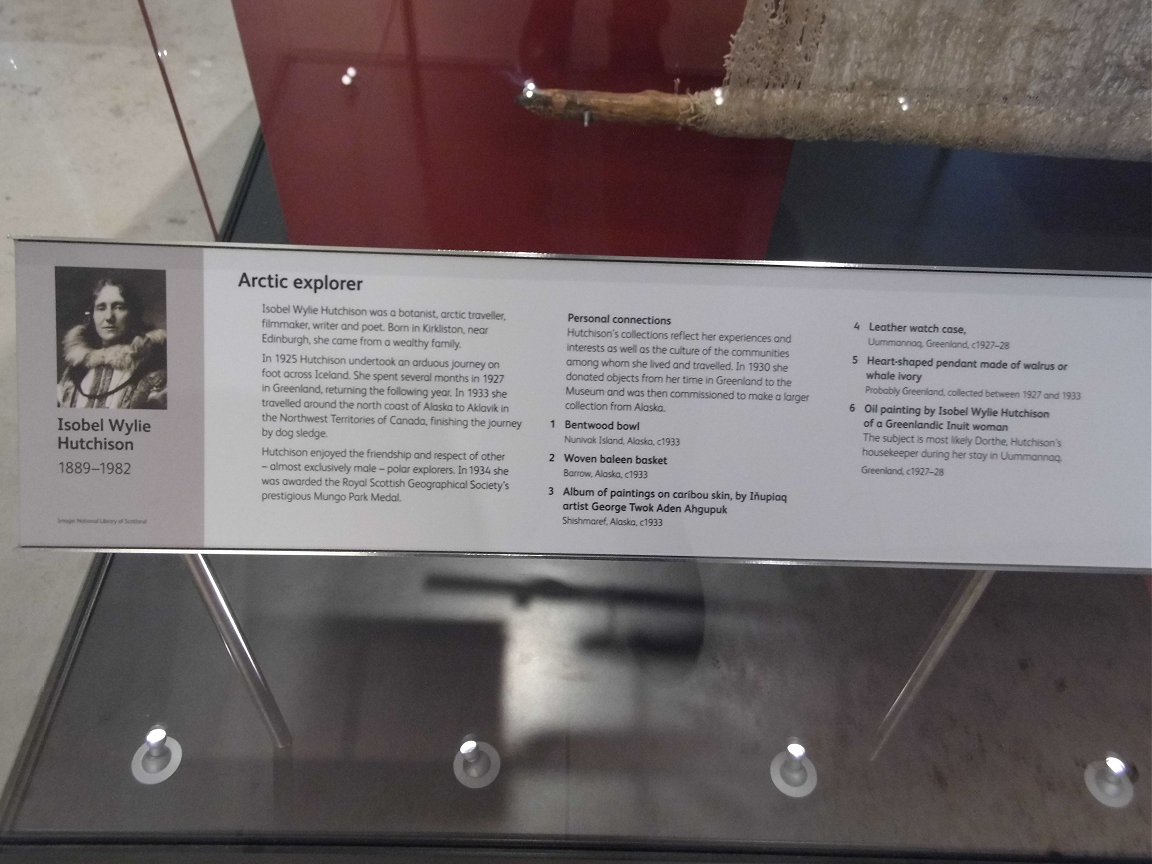 Isobel Wylie
Hutchison
1889–1982
Image: National Library of Scotland
Arctic explorer
Isobel Wylie Hutchison was a botanist, arctic traveller,
filmmaker, writer and poet. Born in Kirkliston, near
Edinburgh, she came from a wealthy family.
In 1925 Hutchison undertook an arduous journey on
foot across Iceland. She spent several months in 1927
in Greenland, returning the following year. In 1933 she
travelled around the north coast of Alaska to Aklavik in
the Northwest Territories of Canada, finishing the journey
by dog sledge.
Hutchison enjoyed the friendship and respect of other
– almost exclusively male – polar explorers. In 1934 she
was awarded the Royal Scottish Geographical Society's
prestigious Mungo Park Medal.
Personal connections
Hutchison's collections reflect her experiences and
interests as well as the culture of the communities
among whom she lived and travelled. In 1930 she
donated objects from her time in Greenland to the
Museum and was then commissioned to make a larger
collection from Alaska.
1 Bentwood bowl
Nunivak Island, Alaska, c1933
2 Woven baleen basket
Barrow, Alaska, c1933
3 Album of paintings on caribou skin, by Iñupiaq
artist George Twok Aden Ahgupuk
Shishmaref, Alaska, c1933
4 Leather watch case,
Uummannaq, Greenland, c1927–28
5 Heart-shaped pendant made of walrus or
whale ivory
Probably Greenland, collected between 1927 and 1933
6 Oil painting by Isobel Wylie Hutchison
of a Greenlandic Inuit woman
The subject is most likely Dorthe, Hutchison's
housekeeper during her stay in Uummannaq.
Greenland, c1927–28